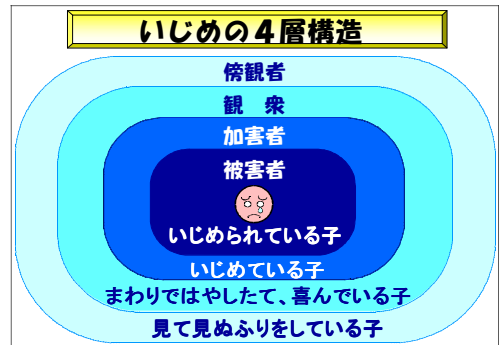 いじめの４層構造
傍観者
観　衆
加害者
被害者
いじめられている子
いじめている子
まわりではやしたて、喜んでいる子
見て見ぬふりをしている子